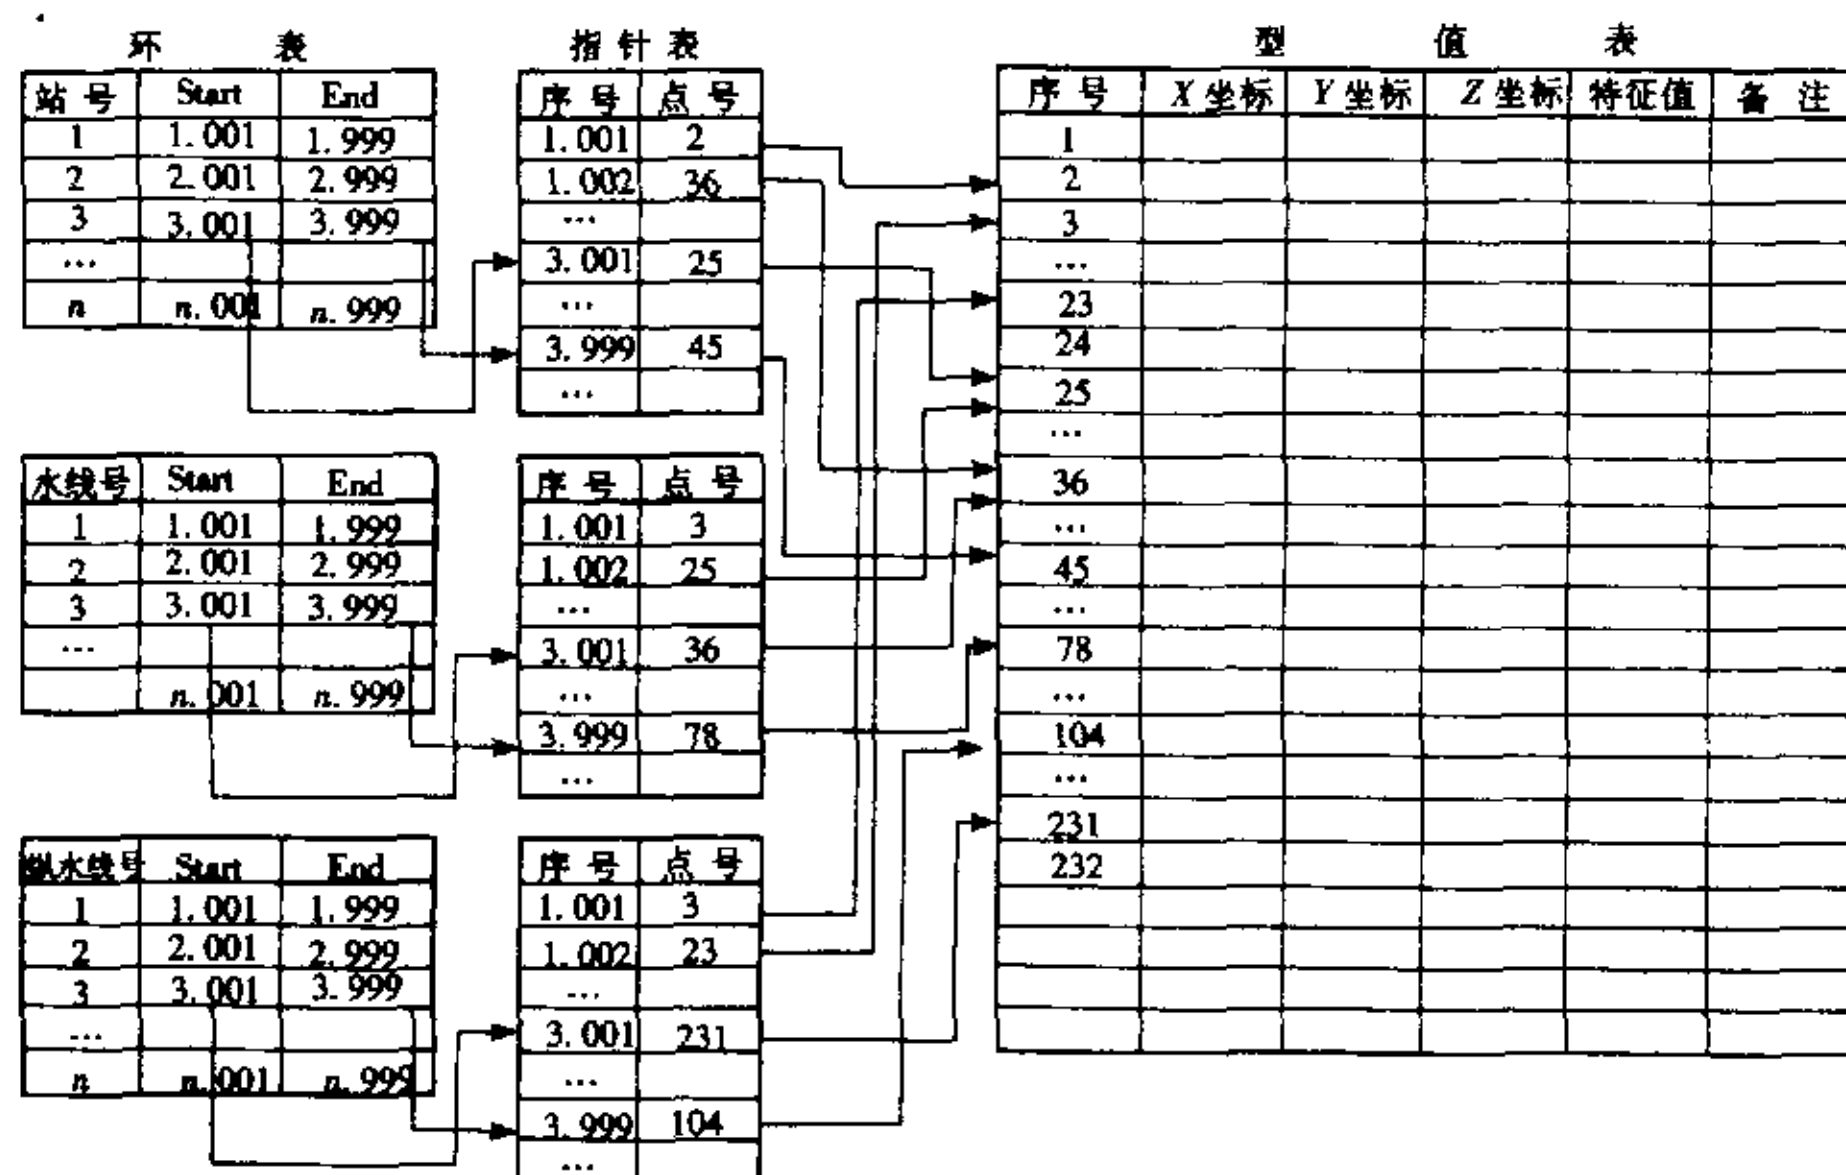 环 表
站 号 Start End
1 1.001 1.999
2 2.001 2.999
3 3.001 3.999
...
n n.001 n.999
指 针 表
序 号 点 号
1.001 2
1.002 36
...
3.001 25
...
3.999 45
...
水线号 Start End
1 1.001 1.999
2 2.001 2.999
3 3.001 3.999
...
n.001 n.999
序 号 点 号
1.001 3
1.002 25
...
3.001 36
...
3.999 78
...
纵水线号 Start End
1 1.001 1.999
2 2.001 2.999
3 3.001 3.999
...
n n.001 n.999
序 号 点 号
1.001 3
1.002 23
...
3.001 231
...
3.999 104
...
型 值 表
序 号 X 坐标 Y 坐标 Z 坐标 特征值 备 注
1
2
3
...
23
24
25
...
36
...
45
...
78
...
104
...
231
232